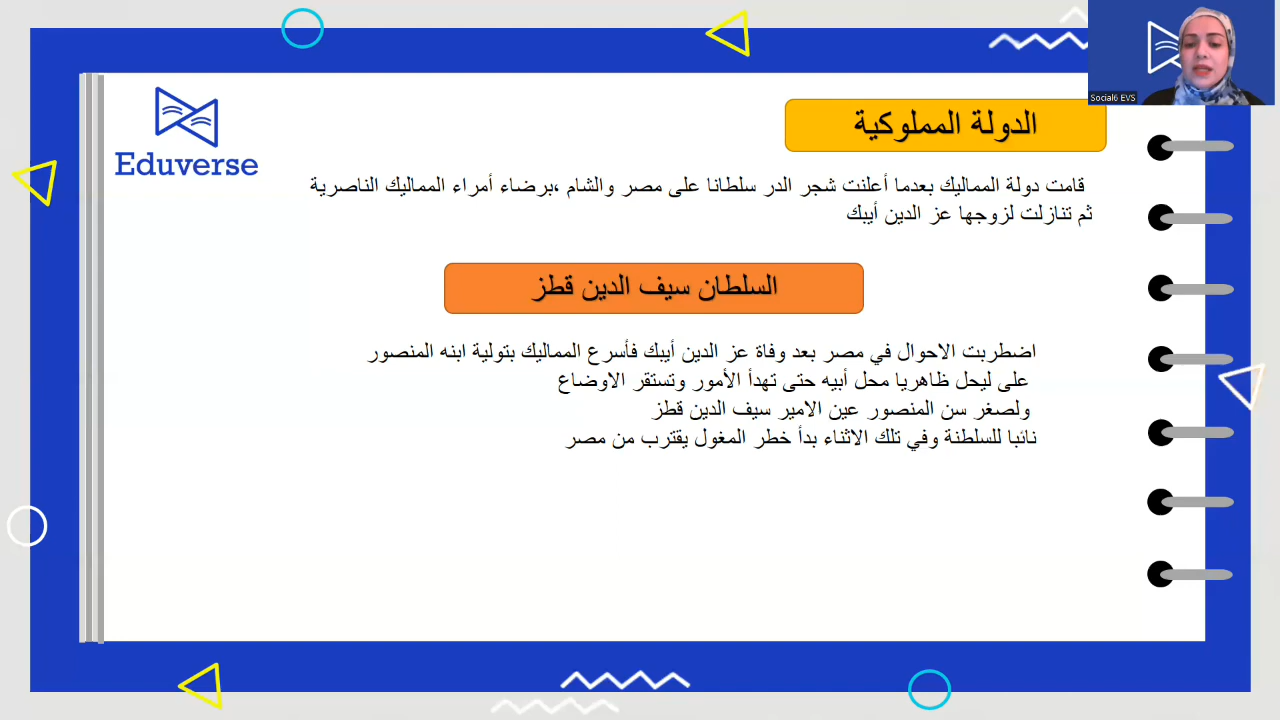 Social6 EVS
Eduverse
الدولة المملوكية
قامت دولة المماليك بعدما أعلنت شجر الدر سلطانا على مصر والشام ،برضاء أمراء المماليك الناصرية
ثم تنازلت لزوجها عز الدين أيبك
السلطان سيف الدين قطز
اضطربت الاحوال في مصر بعد وفاة عز الدين أيبك فأسرع المماليك بتولية ابنه المنصور
على ليحل ظاهريا محل أبيه حتى تهدأ الأمور وتستقر الاوضاع
ولصغر سن المنصور عين الامير سيف الدين قطز
نائبا للسلطنة وفي تلك الاثناء بدأ خطر المغول يقترب من مصر